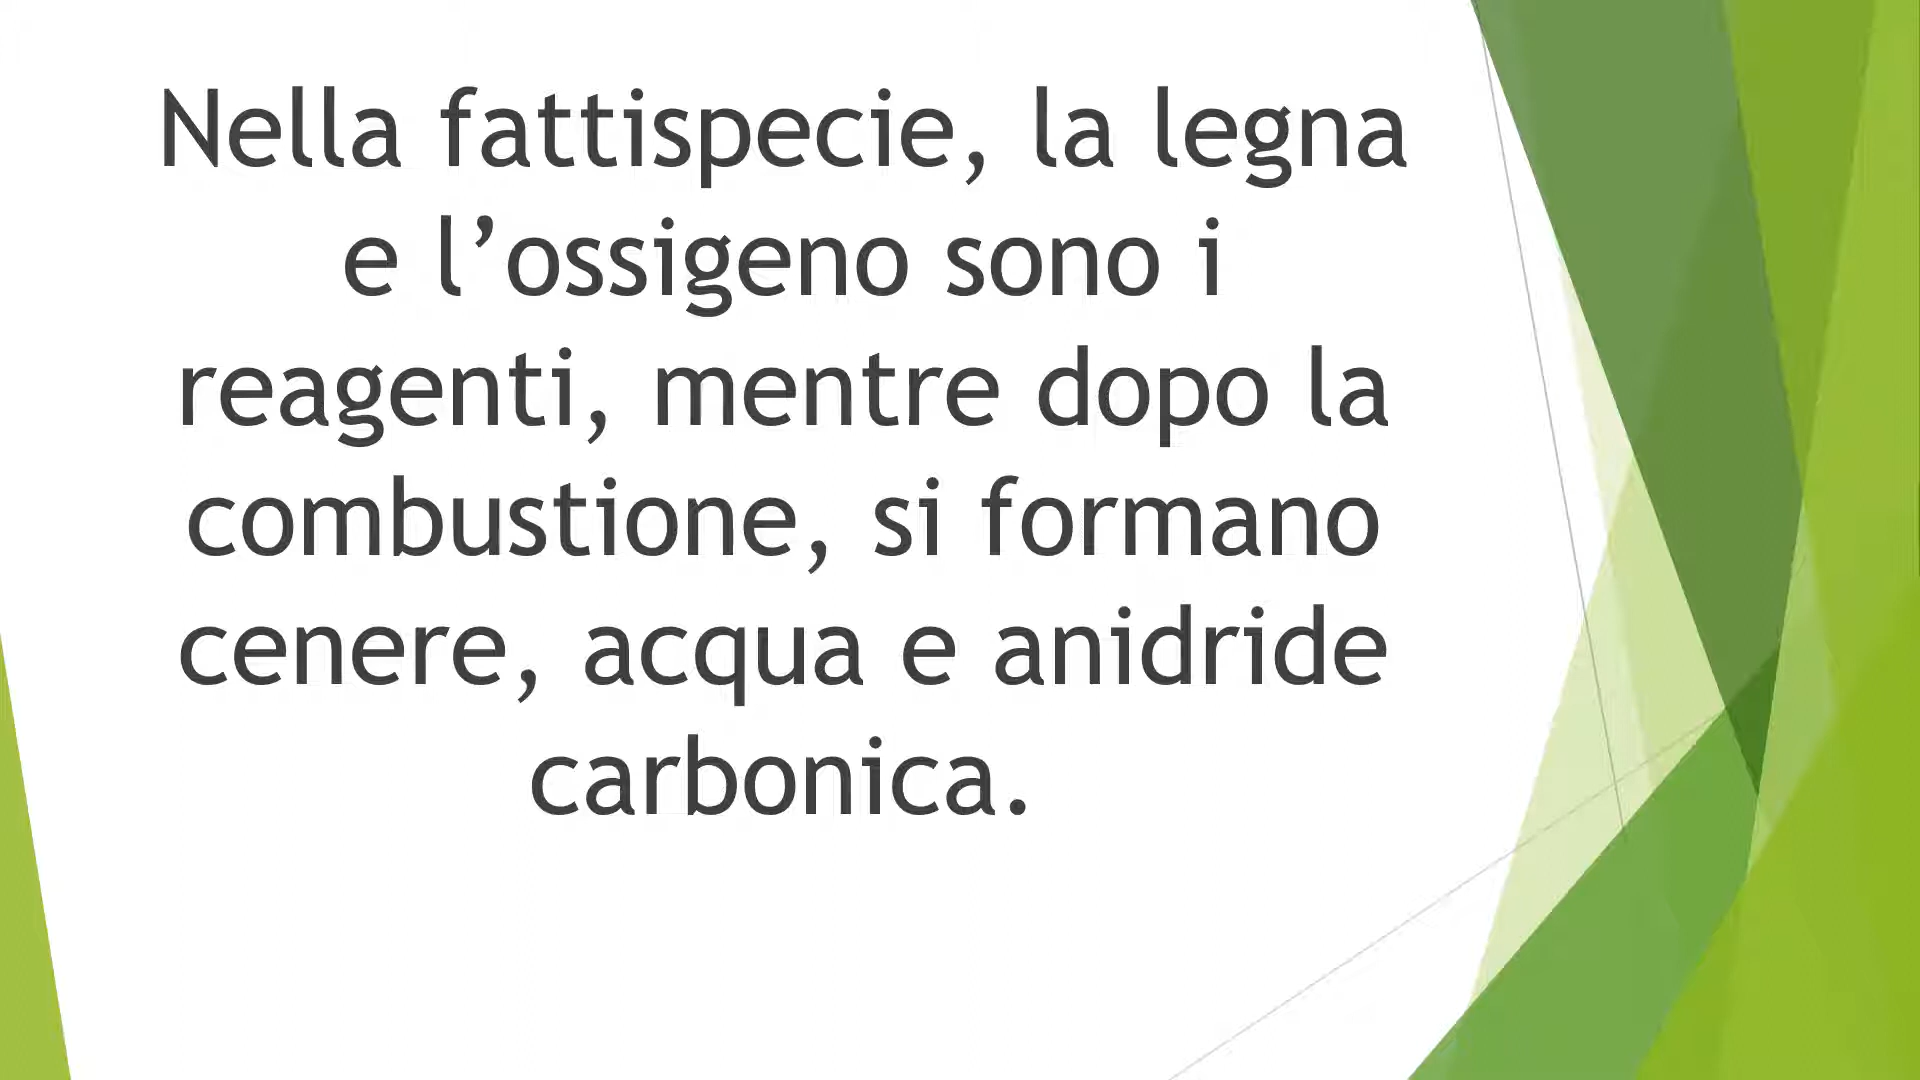 Nella fattispecie, la legna
e l’ossigeno sono i
reagenti, mentre dopo la
combustione, si formano
cenere, acqua e anidride
carbonica.